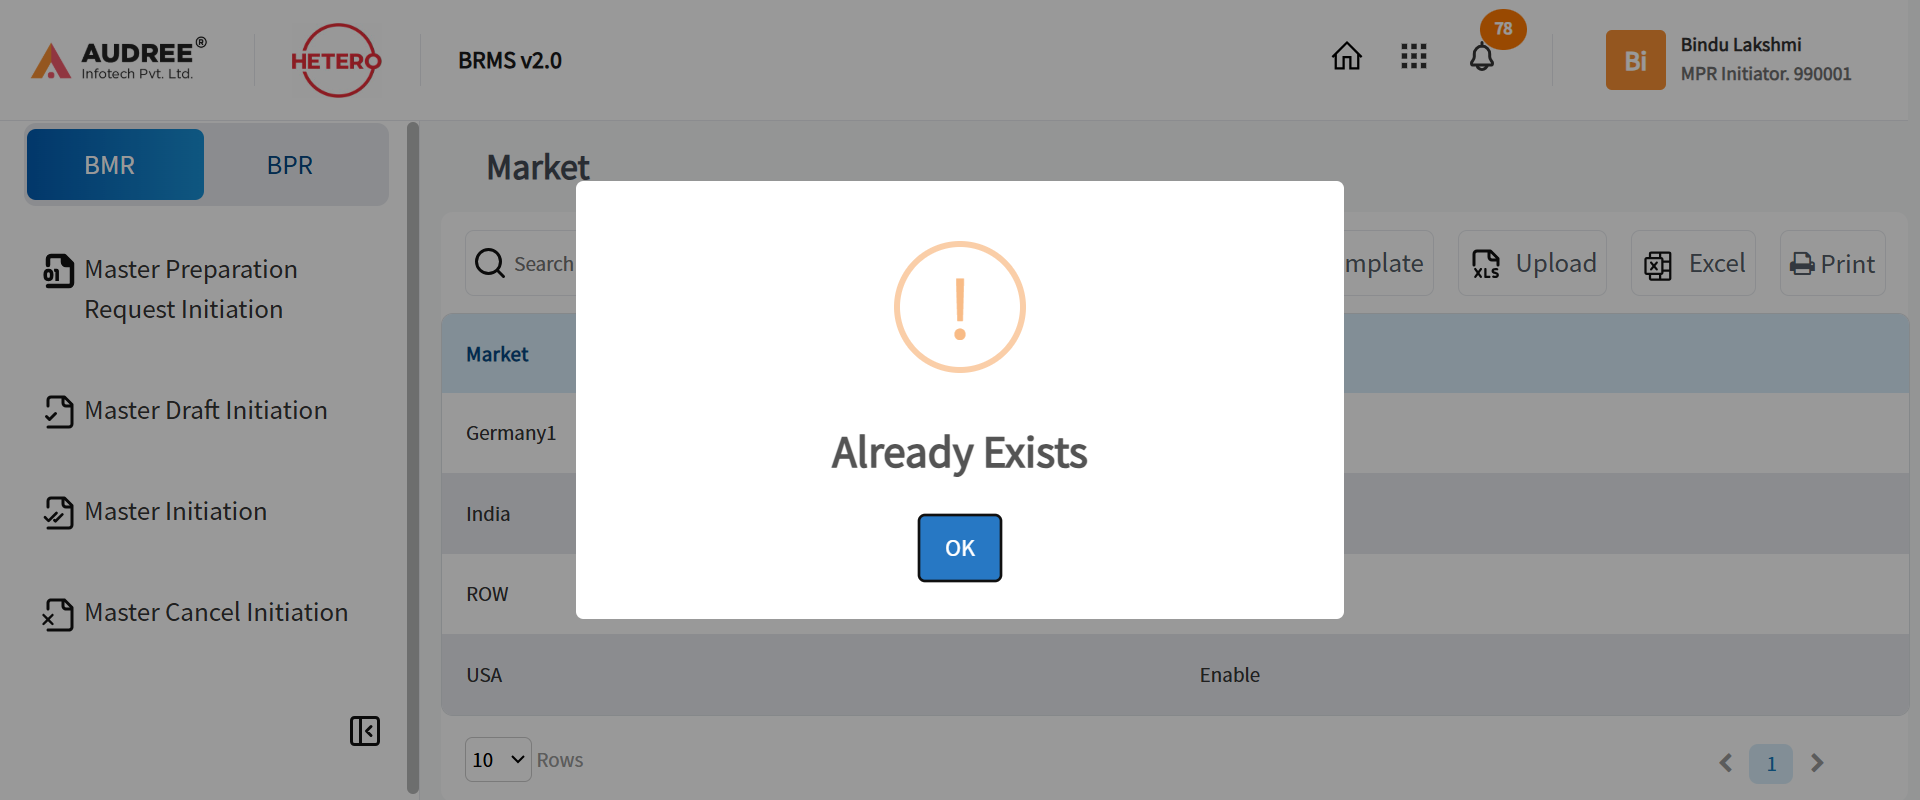 AUDREE®
Infotech Pvt. Ltd.
HETERO
BRMS v2.0
78
Bi
Bindu Lakshmi
MPR Initiator. 990001
BMR
BPR
Master Preparation
Request Initiation
Master Draft Initiation
Master Initiation
Master Cancel Initiation
Market
Search
mplate
XLS
Upload
Excel
Print
Market
Germany1
India
ROW
USA
Enable
!
Already Exists
OK
10
Rows
1